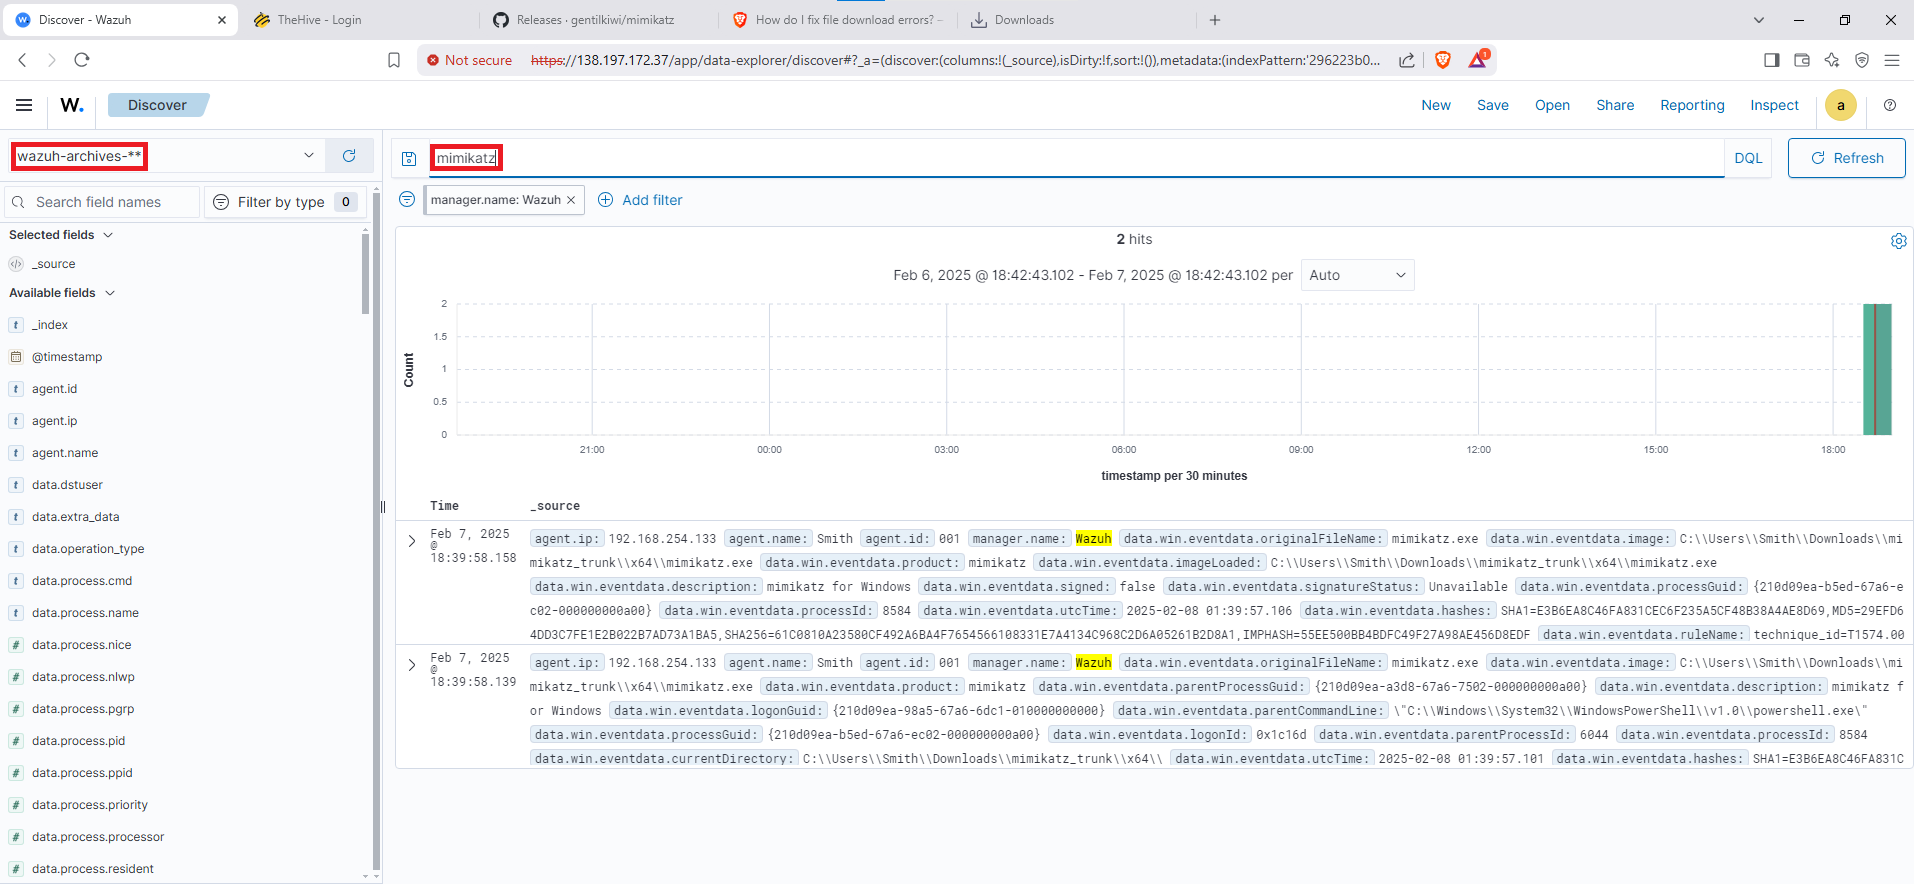 Discover - Wazuh
TheHive - Login
Releases · gentilkiwi/mimikatz
How do I fix file download errors? –
Downloads
Not secure https://138.197.172.37/app/data-explorer/discover#?_a=(discover:(columns:!(_source),isDirty:!f,sort:!()),metadata:(indexPattern:'296223b0...
1
W. Discover New Save Open Share Reporting Inspect a
wazuh-archives-** mimikatz DQL Refresh
Search field names Filter by type 0 manager.name: Wazuh Add filter
Selected fields
_source
Available fields
t _index
@timestamp
t agent.id
t agent.ip
t agent.name
t data.dstuser
t data.extra_data
t data.operation_type
t data.process.cmd
t data.process.name
# data.process.nice
# data.process.nlwp
# data.process.pgrp
# data.process.pid
# data.process.ppid
# data.process.priority
# data.process.processor
# data.process.resident
2 hits
Feb 6, 2025 @ 18:42:43.102 - Feb 7, 2025 @ 18:42:43.102 per Auto
2
1.5
1
0.5
0
Count
21:00 00:00 03:00 06:00 09:00 12:00 15:00 18:00
timestamp per 30 minutes
Time _source
Feb 7, 2025
@
18:39:58.158
agent.ip: 192.168.254.133 agent.name: Smith agent.id: 001 manager.name: Wazuh data.win.eventdata.originalFileName: mimikatz.exe data.win.eventdata.image: C:\\Users\\Smith\\Downloads\\mi
mikatz_trunk\\x64\\mimikatz.exe data.win.eventdata.product: mimikatz data.win.eventdata.imageLoaded: C:\\Users\\Smith\\Downloads\\mimikatz_trunk\\x64\\mimikatz.exe
data.win.eventdata.description: mimikatz for Windows data.win.eventdata.signed: false data.win.eventdata.signatureStatus: Unavailable data.win.eventdata.processGuid: {210d09ea-b5ed-67a6-
ec02-000000000a00} data.win.eventdata.processId: 8584 data.win.eventdata.utcTime: 2025-02-08 01:39:57.106 data.win.eventdata.hashes: SHA1=E3B6EA8C46FA831CEC6F235A5CF48B38A4AE8D69,MD5=29EFD6
4DD3C7FE1E2B022B7AD73A1BA5,SHA256=61C0810A23580CF492A6BA4F7654566108331E7A4134C968C2D6A05261B2D8A1,IMPHASH=55EE500BB4BDFC49F27A98AE456D8EDF data.win.eventdata.ruleName: technique_id=T1574.00
Feb 7, 2025
@
18:39:58.139
agent.ip: 192.168.254.133 agent.name: Smith agent.id: 001 manager.name: Wazuh data.win.eventdata.originalFileName: mimikatz.exe data.win.eventdata.image: C:\\Users\\Smith\\Downloads\\mi
mikatz_trunk\\x64\\mimikatz.exe data.win.eventdata.product: mimikatz data.win.eventdata.parentProcessGuid: {210d09ea-a3d8-67a6-7502-000000000a00} data.win.eventdata.description: mimikatz f
or Windows data.win.eventdata.logonGuid: {210d09ea-98a5-67a6-6dc1-010000000000} data.win.eventdata.parentCommandLine: \"C:\\Windows\\System32\\WindowsPowerShell\\v1.0\\powershell.exe\"
data.win.eventdata.processGuid: {210d09ea-b5ed-67a6-ec02-000000000a00} data.win.eventdata.logonId: 0x1c16d data.win.eventdata.parentProcessId: 6044 data.win.eventdata.processId: 8584
data.win.eventdata.currentDirectory: C:\\Users\\Smith\\Downloads\\mimikatz_trunk\\x64\\ data.win.eventdata.utcTime: 2025-02-08 01:39:57.101 data.win.eventdata.hashes: SHA1=E3B6EA8C46FA831C